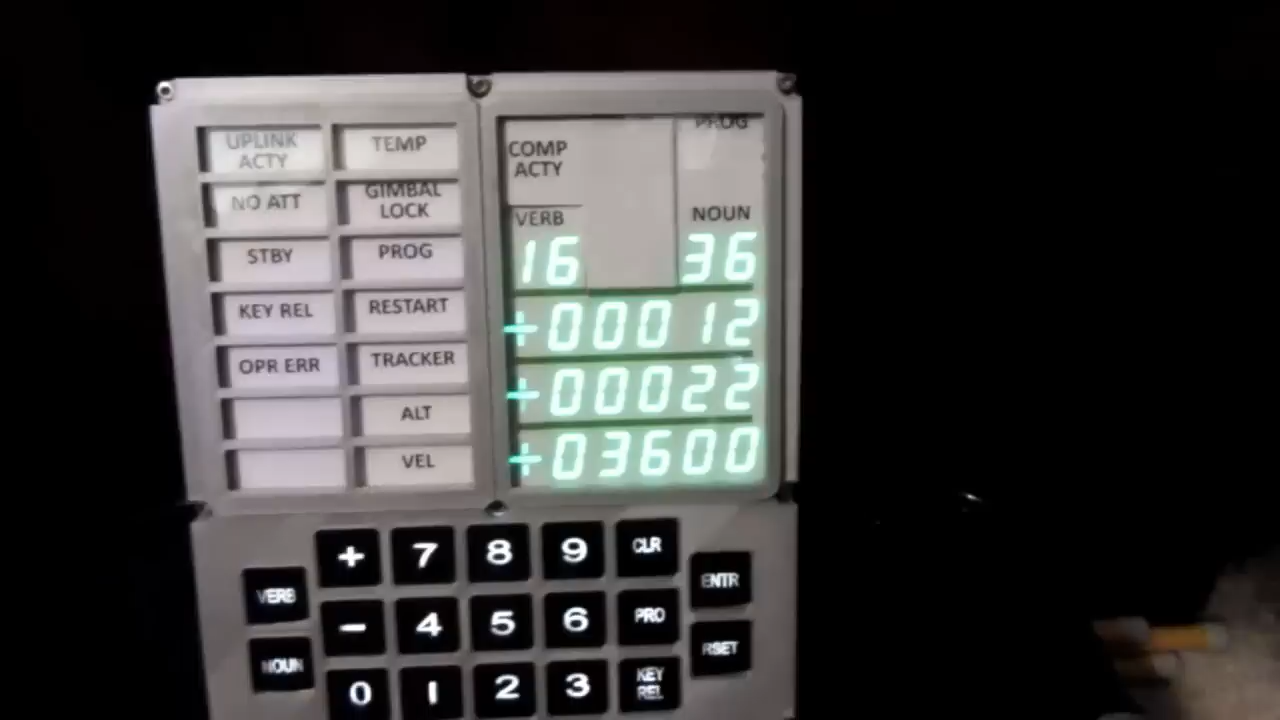 UPLINK ACTY
TEMP
NO ATT
GIMBAL LOCK
STBY
PROG
KEY REL
RESTART
OPR ERR
TRACKER
ALT
VEL
COMP ACTY
PROG
VERB
NOUN
16
36
+00012
+00022
+03600
VERB
NOUN
+ 7 8 9 CLR
ENTR
- 4 5 6 PRO
RSET
0 1 2 3 KEY REL